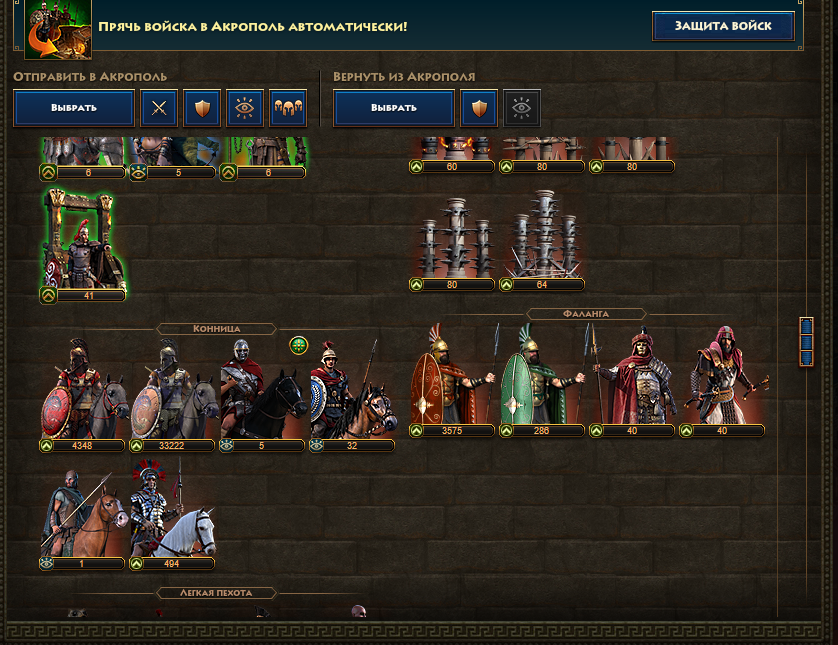 Прячь войска в Акрополь автоматически!
Защита войск
Отправить в Акрополь
Вернуть из Акрополя
Выбрать
Выбрать
6 5 6
60 80 80
41
80 64
Конница
Фаланга
4348 33222 5 32
3575 286 40 40
1 494
Легкая пехота